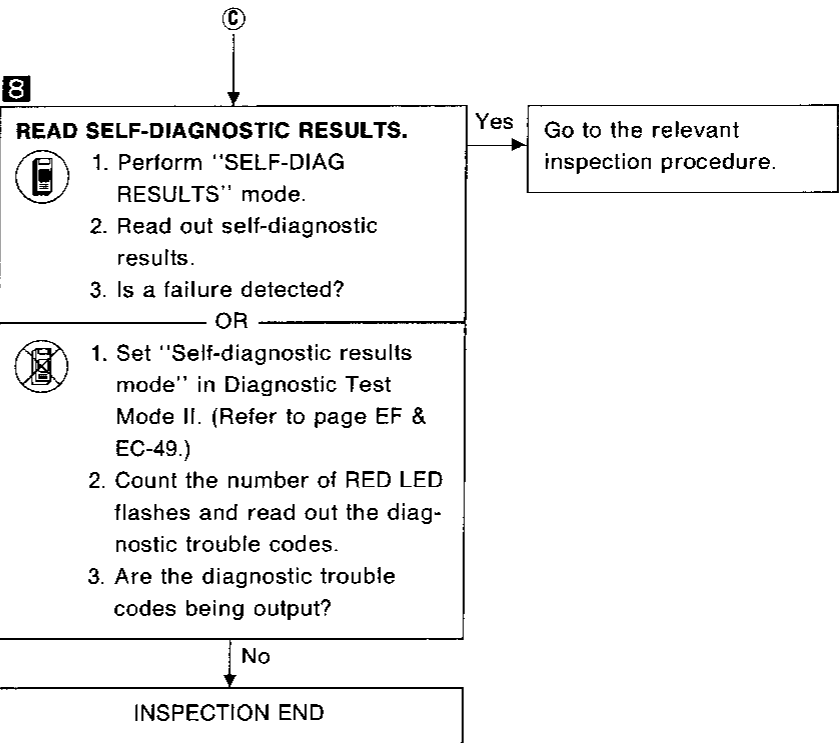 C
8
READ SELF-DIAGNOSTIC RESULTS.
1. Perform "SELF-DIAG
RESULTS" mode.
2. Read out self-diagnostic
results.
3. Is a failure detected?
OR
1. Set "Self-diagnostic results
mode" in Diagnostic Test
Mode II. (Refer to page EF &
EC-49.)
2. Count the number of RED LED
flashes and read out the diag-
nostic trouble codes.
3. Are the diagnostic trouble
codes being output?
Yes
Go to the relevant
inspection procedure.
No
INSPECTION END